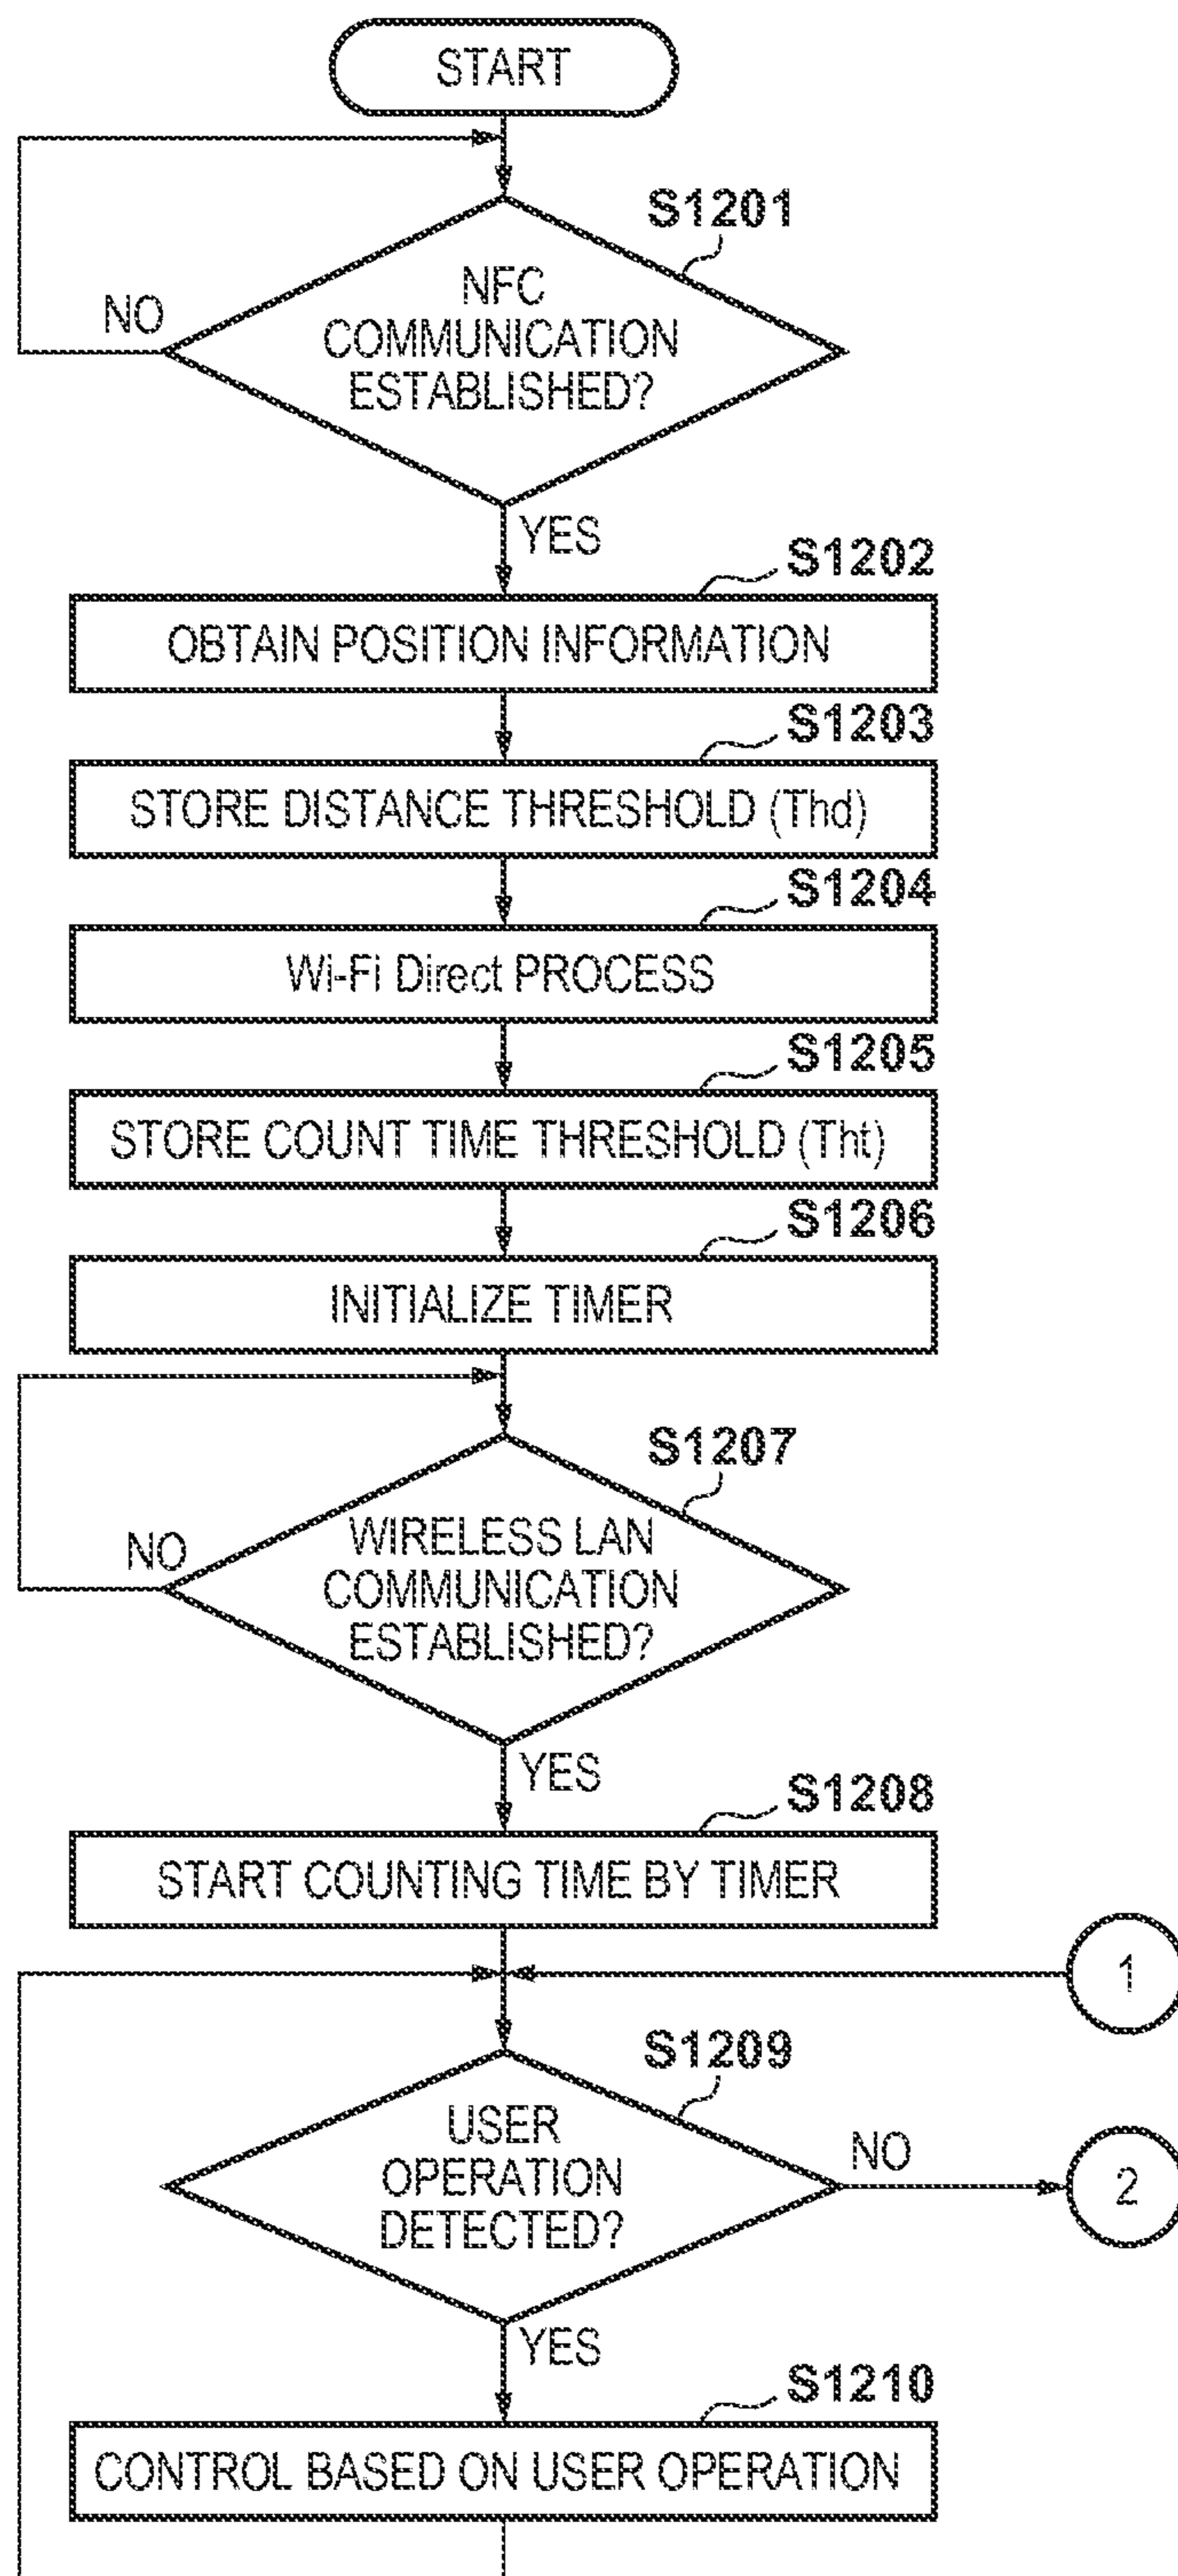 START
S1201
NFC
COMMUNICATION
ESTABLISHED?
NO
YES
S1202
OBTAIN POSITION INFORMATION
S1203
STORE DISTANCE THRESHOLD (Thd)
S1204
Wi-Fi Direct PROCESS
S1205
STORE COUNT TIME THRESHOLD (Tht)
S1206
INITIALIZE TIMER
S1207
WIRELESS LAN
COMMUNICATION
ESTABLISHED?
NO
YES
S1208
START COUNTING TIME BY TIMER
1
S1209
USER
OPERATION
DETECTED?
NO
2
YES
S1210
CONTROL BASED ON USER OPERATION